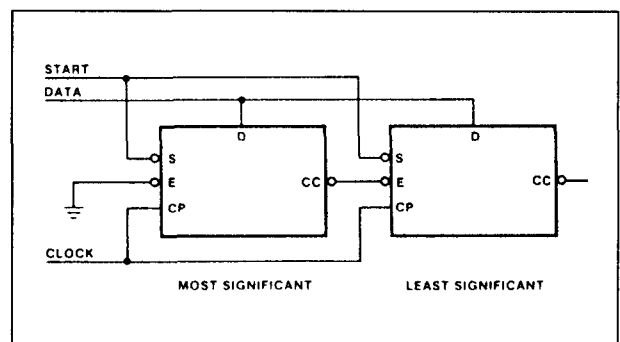 START
DATA
D
D
S
S
E
CC
E
CC
CP
CP
CLOCK
MOST SIGNIFICANT
LEAST SIGNIFICANT